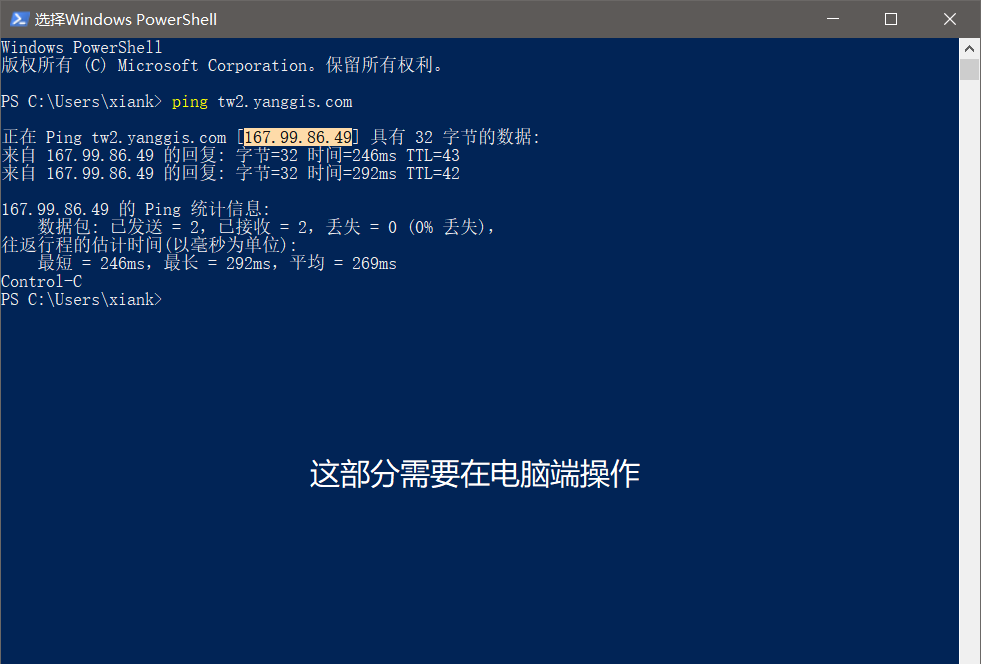 选择Windows PowerShell
Windows PowerShell
版权所有 (C) Microsoft Corporation。保留所有权利。
PS C:\Users\xiank> ping tw2.yanggis.com
正在 Ping tw2.yanggis.com [167.99.86.49] 具有 32 字节的数据:
来自 167.99.86.49 的回复: 字节=32 时间=246ms TTL=43
来自 167.99.86.49 的回复: 字节=32 时间=292ms TTL=42
167.99.86.49 的 Ping 统计信息:
数据包: 已发送 = 2，已接收 = 2，丢失 = 0 (0% 丢失)，
往返行程的估计时间(以毫秒为单位):
最短 = 246ms，最长 = 292ms，平均 = 269ms
Control-C
PS C:\Users\xiank>
这部分需要在电脑端操作